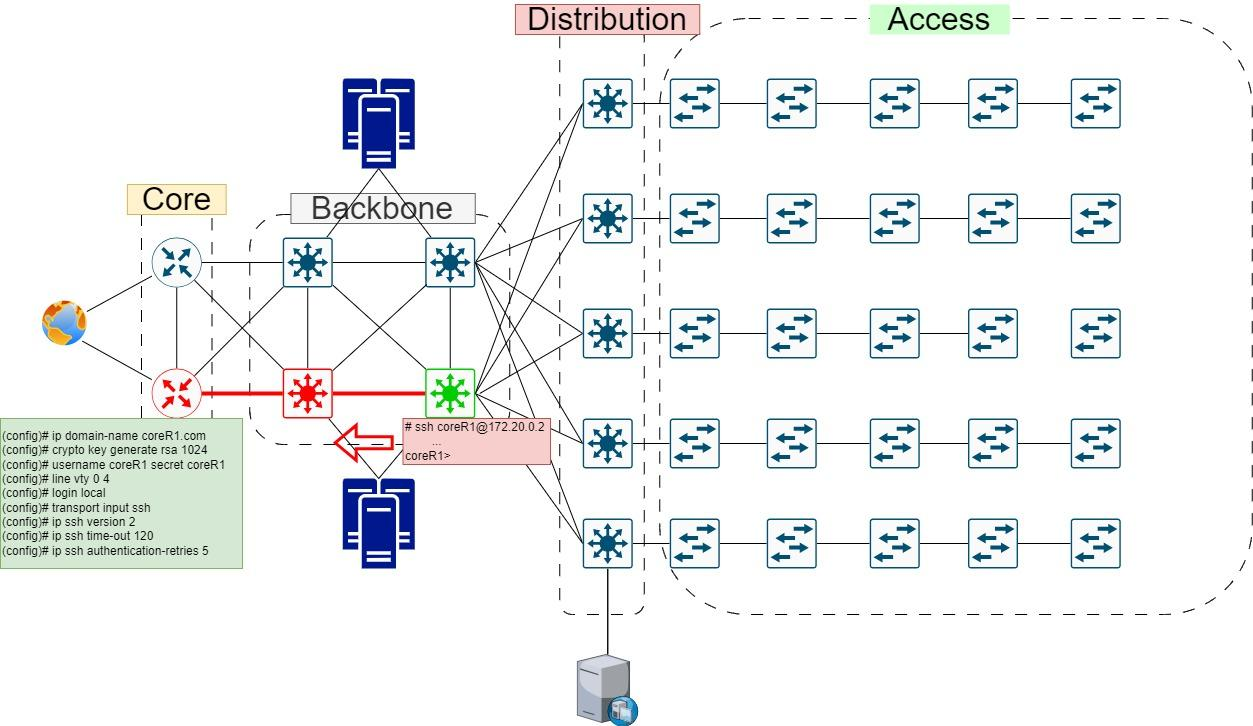 Distribution
Access
Core
Backbone
(config)# ip domain-name coreR1.com
(config)# crypto key generate rsa 1024
(config)# username coreR1 secret coreR1
(config)# line vty 0 4
(config)# login local
(config)# transport input ssh
(config)# ip ssh version 2
(config)# ip ssh time-out 120
(config)# ip ssh authentication-retries 5
# ssh coreR1@172.20.0.2
...
coreR1>